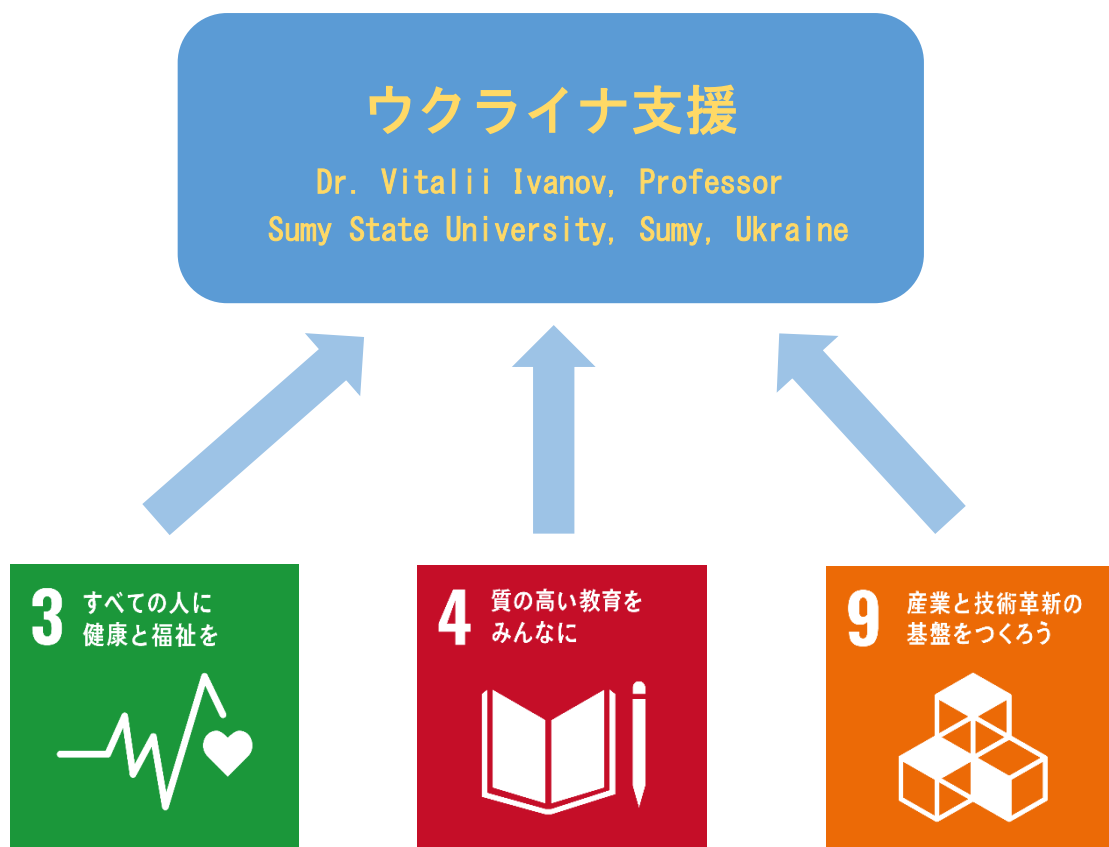 ウクライナ支援
Dr. Vitalii Ivanov, Professor
Sumy State University, Sumy, Ukraine
3
すべての人に
健康と福祉を
4
質の高い教育を
みんなに
9
産業と技術革新の
基盤をつくろう